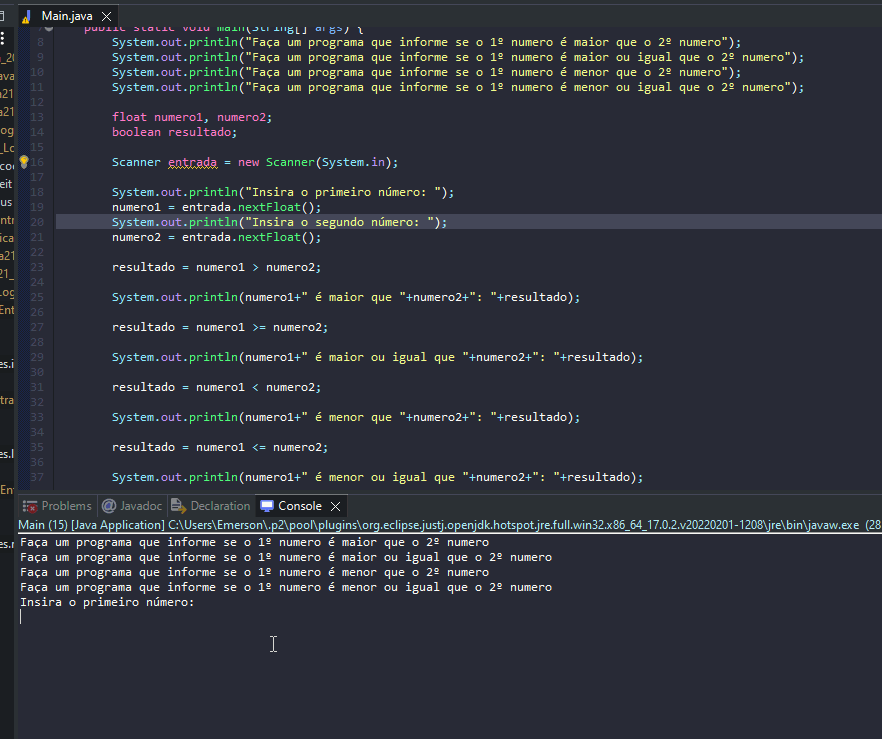 Main.java
public static void main(String[] args) {
8 System.out.println("Faça um programa que informe se o 1º numero é maior que o 2º numero");
9 System.out.println("Faça um programa que informe se o 1º numero é maior ou igual que o 2º numero");
10 System.out.println("Faça um programa que informe se o 1º numero é menor que o 2º numero");
11 System.out.println("Faça um programa que informe se o 1º numero é menor ou igual que o 2º numero");
12
13 float numero1, numero2;
14 boolean resultado;
15
16 Scanner entrada = new Scanner(System.in);
17
18 System.out.println("Insira o primeiro número: ");
19 numero1 = entrada.nextFloat();
20 System.out.println("Insira o segundo número: ");
21 numero2 = entrada.nextFloat();
22
23 resultado = numero1 > numero2;
24
25 System.out.println(numero1+" é maior que "+numero2+": "+resultado);
26
27 resultado = numero1 >= numero2;
28
29 System.out.println(numero1+" é maior ou igual que "+numero2+": "+resultado);
30
31 resultado = numero1 < numero2;
32
33 System.out.println(numero1+" é menor que "+numero2+": "+resultado);
34
35 resultado = numero1 <= numero2;
36
37 System.out.println(numero1+" é menor ou igual que "+numero2+": "+resultado);
Problems @ Javadoc Declaration Console
Main (15) [Java Application] C:\Users\Emerson\.p2\pool\plugins\org.eclipse.justj.openjdk.hotspot.jre.full.win32.x86_64_17.0.2.v20220201-1208\jre\bin\javaw.exe (28
Faça um programa que informe se o 1º numero é maior que o 2º numero
Faça um programa que informe se o 1º numero é maior ou igual que o 2º numero
Faça um programa que informe se o 1º numero é menor que o 2º numero
Faça um programa que informe se o 1º numero é menor ou igual que o 2º numero
Insira o primeiro número: